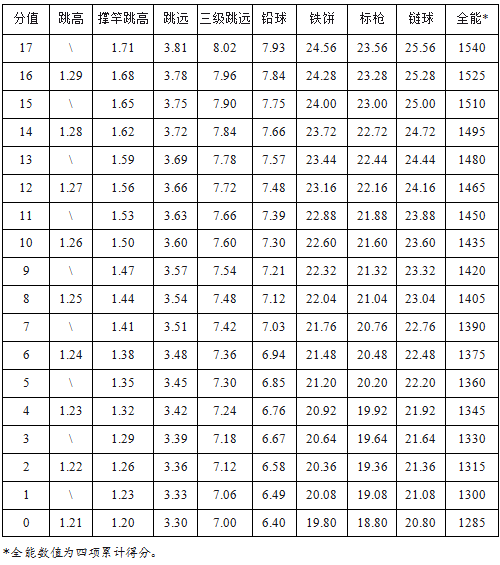 分值 跳高 撑竿跳高 跳远 三级跳远 铅球 铁饼 标枪 链球 全能*
17 \ 1.71 3.81 8.02 7.93 24.56 23.56 25.56 1540
16 1.29 1.68 3.78 7.96 7.84 24.28 23.28 25.28 1525
15 \ 1.65 3.75 7.90 7.75 24.00 23.00 25.00 1510
14 1.28 1.62 3.72 7.84 7.66 23.72 22.72 24.72 1495
13 \ 1.59 3.69 7.78 7.57 23.44 22.44 24.44 1480
12 1.27 1.56 3.66 7.72 7.48 23.16 22.16 24.16 1465
11 \ 1.53 3.63 7.66 7.39 22.88 21.88 23.88 1450
10 1.26 1.50 3.60 7.60 7.30 22.60 21.60 23.60 1435
9 \ 1.47 3.57 7.54 7.21 22.32 21.32 23.32 1420
8 1.25 1.44 3.54 7.48 7.12 22.04 21.04 23.04 1405
7 \ 1.41 3.51 7.42 7.03 21.76 20.76 22.76 1390
6 1.24 1.38 3.48 7.36 6.94 21.48 20.48 22.48 1375
5 \ 1.35 3.45 7.30 6.85 21.20 20.20 22.20 1360
4 1.23 1.32 3.42 7.24 6.76 20.92 19.92 21.92 1345
3 \ 1.29 3.39 7.18 6.67 20.64 19.64 21.64 1330
2 1.22 1.26 3.36 7.12 6.58 20.36 19.36 21.36 1315
1 \ 1.23 3.33 7.06 6.49 20.08 19.08 21.08 1300
0 1.21 1.20 3.30 7.00 6.40 19.80 18.80 20.80 1285
*全能数值为四项累计得分。